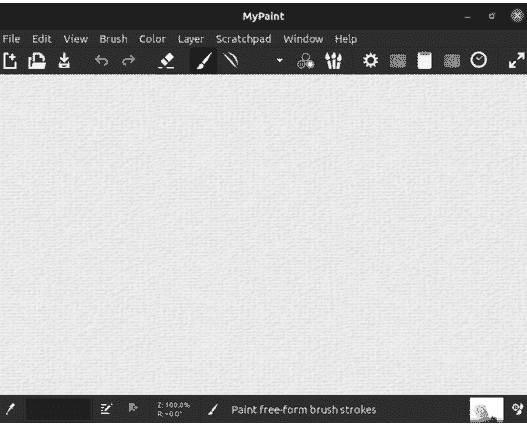 MyPaint
File Edit View Brush Color Layer Scratchpad Window Help
Z: 100.0%
R: +0.0°
Paint free-form brush strokes